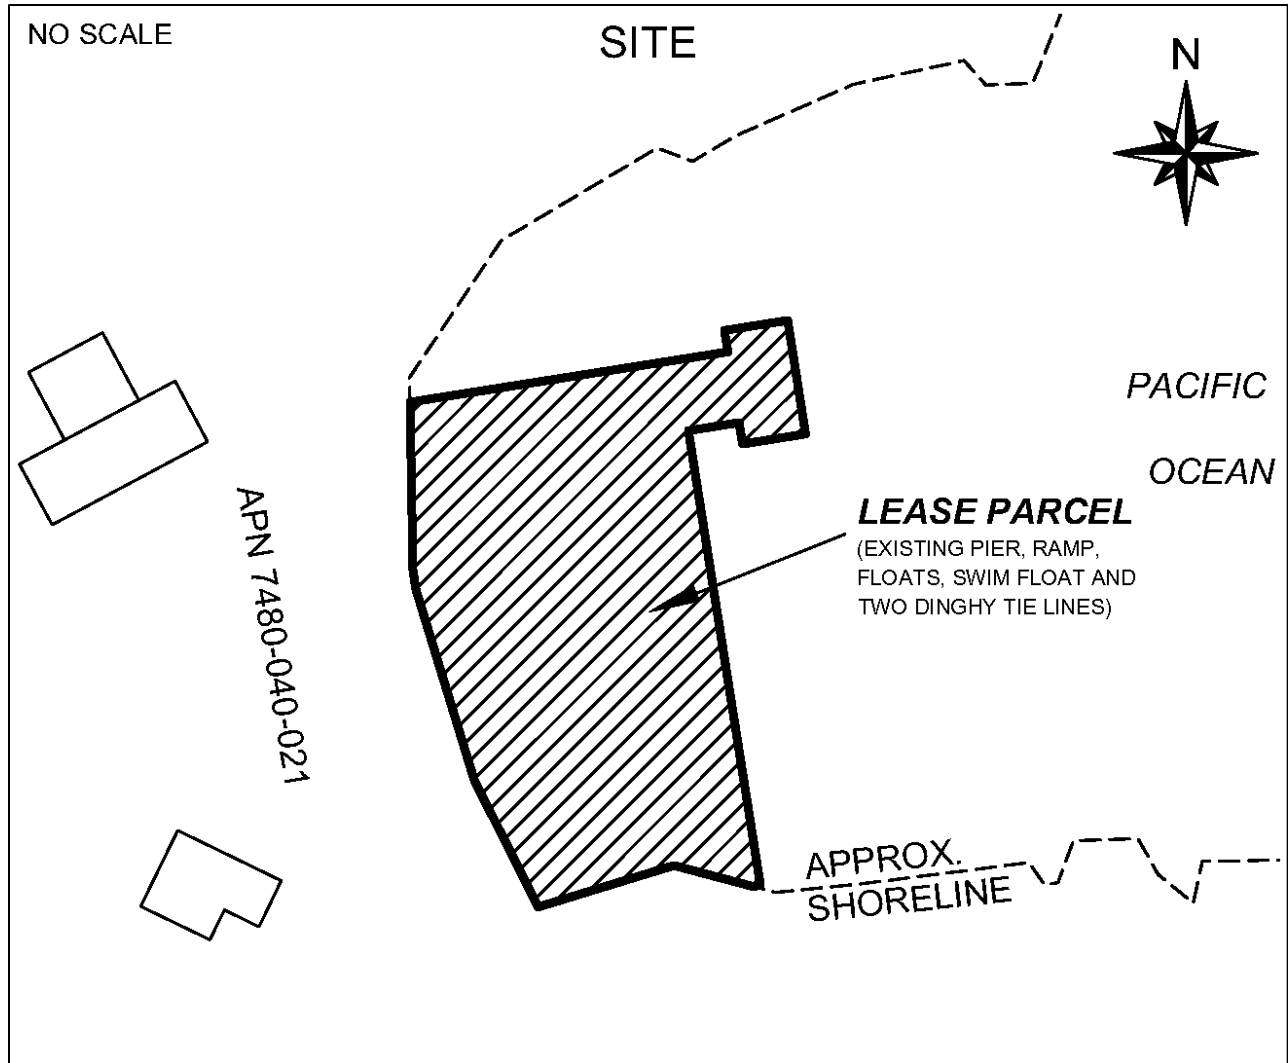 NO SCALE
SITE
N
PACIFIC
OCEAN
LEASE PARCEL
(EXISTING PIER, RAMP,
FLOATS, SWIM FLOAT AND
TWO DINGHY TIE LINES)
APN 7480-040-021
APPROX.
SHORELINE